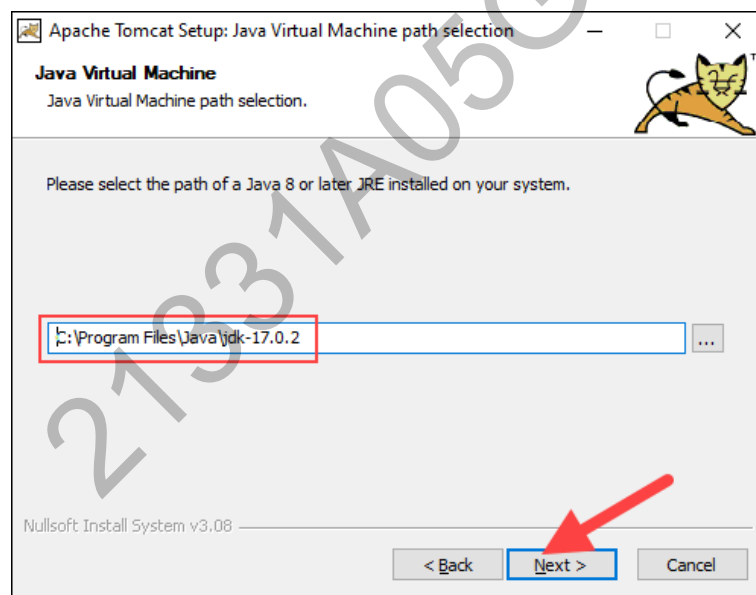 Apache Tomcat Setup: Java Virtual Machine path selection
TM
Java Virtual Machine
Java Virtual Machine path selection.
Please select the path of a Java 8 or later JRE installed on your system.
C:\Program Files\Java\jdk-17.0.2
...
Nullsoft Install System v3.08
< Back
Next >
Cancel
21331A05G